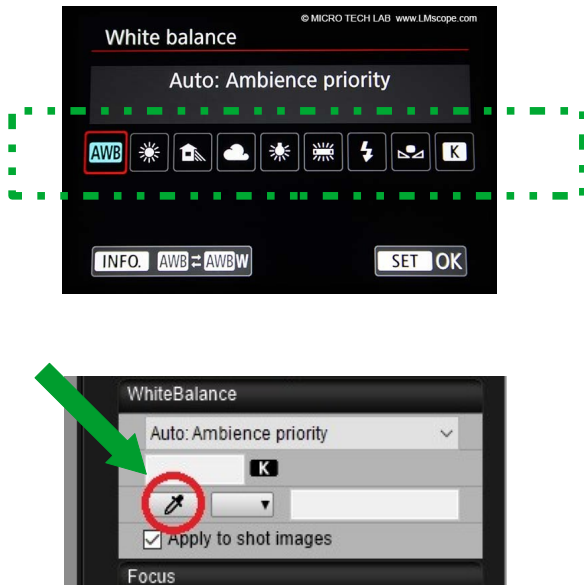 © MICRO TECH LAB www.LMscope.com
White balance
Auto: Ambience priority
AWB K
INFO. AWB AWBW SET OK
WhiteBalance
Auto: Ambience priority
K
Apply to shot images
Focus